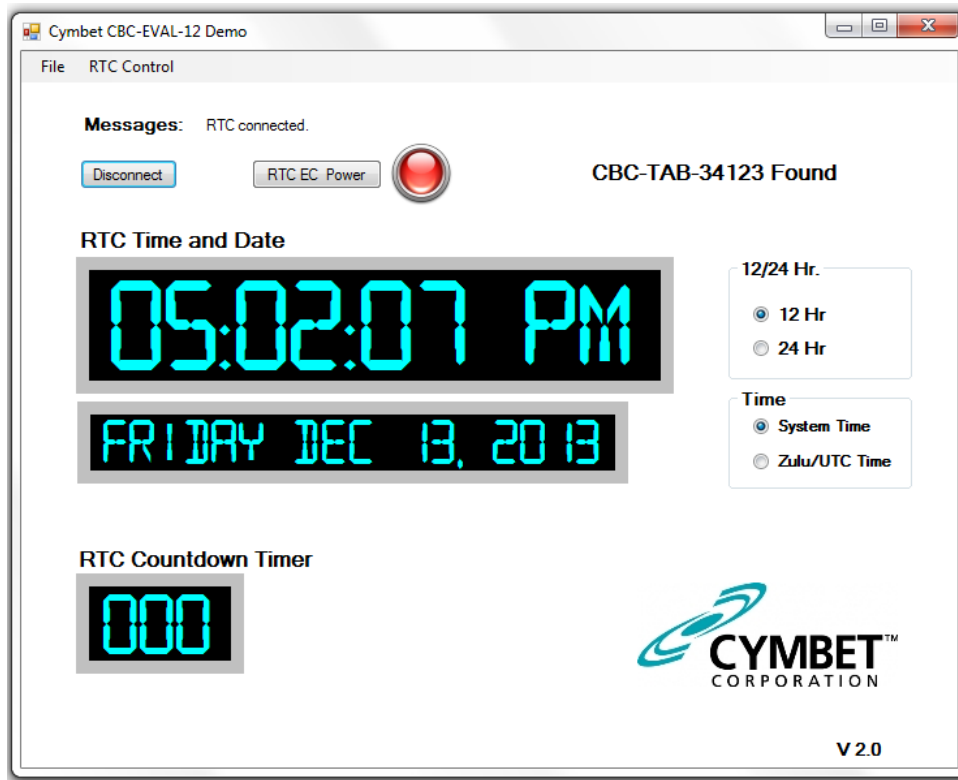 Cymbet CBC-EVAL-12 Demo
File RTC Control
Messages: RTC connected.
Disconnect RTC EC Power CBC-TAB-34123 Found
RTC Time and Date
05:02:07 PM
FRIDAY DEC 13, 2013
12/24 Hr.
12 Hr
24 Hr
Time
System Time
Zulu/UTC Time
RTC Countdown Timer
000
CYMBET™
CORPORATION
V 2.0